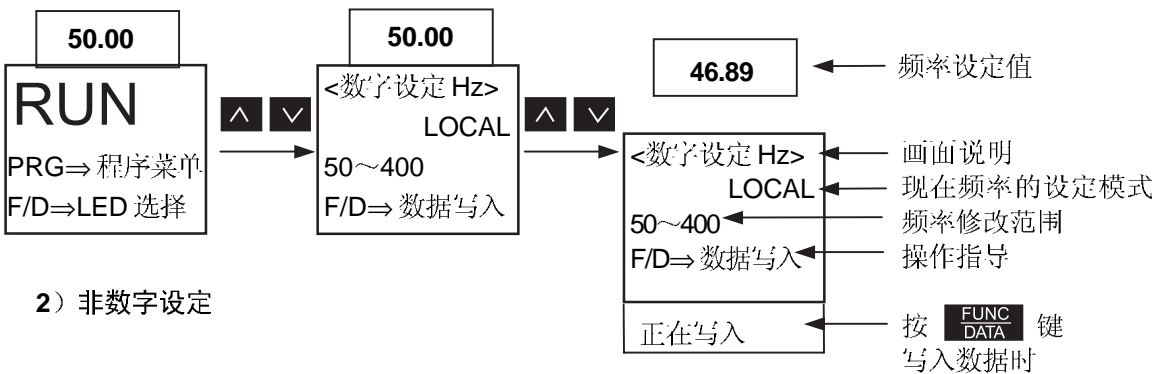 50.00
RUN
PRG⇒程序菜单
F/D⇒LED 选择
∧ ∨
50.00
<数字设定 Hz>
LOCAL
50～400
F/D⇒数据写入
∧ ∨
46.89
频率设定值
<数字设定 Hz>
画面说明
LOCAL
现在频率的设定模式
50～400
频率修改范围
F/D⇒数据写入
操作指导
正在写入
按 FUNC DATA 键
写入数据时
2）非数字设定